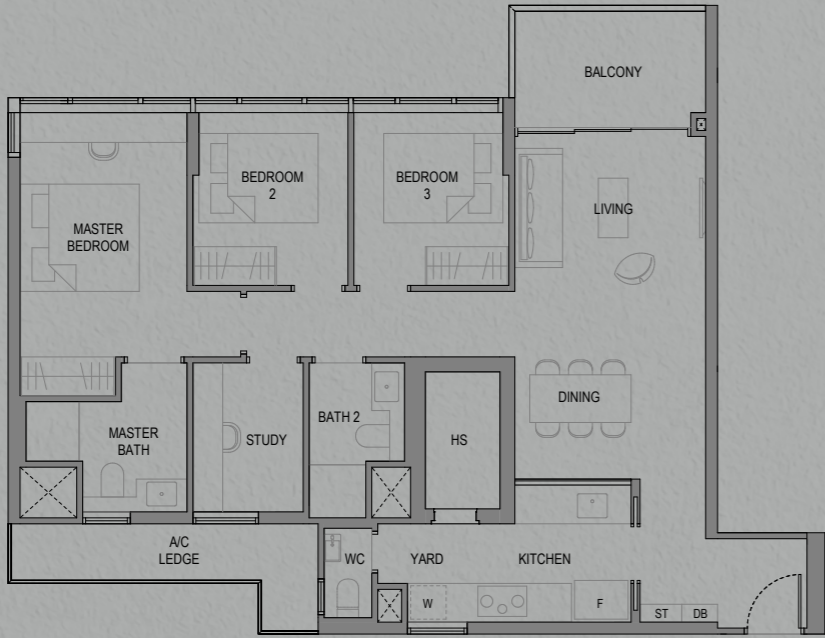 BALCONY
BEDROOM
2
BEDROOM
3
LIVING
MASTER
BEDROOM
DINING
BATH 2
MASTER
BATH
STUDY
HS
A/C
LEDGE
WC
YARD
KITCHEN
W
F
ST
DB